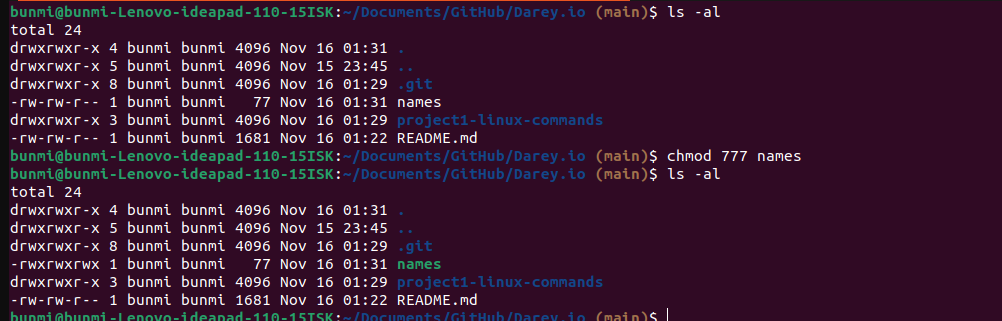 bunmi@bunmi-Lenovo-ideapad-110-15ISK:~/Documents/GitHub/Darey.io (main)$ ls -al
total 24
drwxrwxr-x 4 bunmi bunmi 4096 Nov 16 01:31 .
drwxrwxr-x 5 bunmi bunmi 4096 Nov 15 23:45 ..
drwxrwxr-x 8 bunmi bunmi 4096 Nov 16 01:29 .git
-rw-rw-r-- 1 bunmi bunmi   77 Nov 16 01:31 names
drwxrwxr-x 3 bunmi bunmi 4096 Nov 16 01:29 project1-linux-commands
-rw-rw-r-- 1 bunmi bunmi 1681 Nov 16 01:22 README.md
bunmi@bunmi-Lenovo-ideapad-110-15ISK:~/Documents/GitHub/Darey.io (main)$ chmod 777 names
bunmi@bunmi-Lenovo-ideapad-110-15ISK:~/Documents/GitHub/Darey.io (main)$ ls -al
total 24
drwxrwxr-x 4 bunmi bunmi 4096 Nov 16 01:31 .
drwxrwxr-x 5 bunmi bunmi 4096 Nov 15 23:45 ..
drwxrwxr-x 8 bunmi bunmi 4096 Nov 16 01:29 .git
-rwxrwxrwx 1 bunmi bunmi   77 Nov 16 01:31 names
drwxrwxr-x 3 bunmi bunmi 4096 Nov 16 01:29 project1-linux-commands
-rw-rw-r-- 1 bunmi bunmi 1681 Nov 16 01:22 README.md
bunmi@bunmi-Lenovo-ideapad-110-15ISK:~/Documents/GitHub/Darey.io (main)$